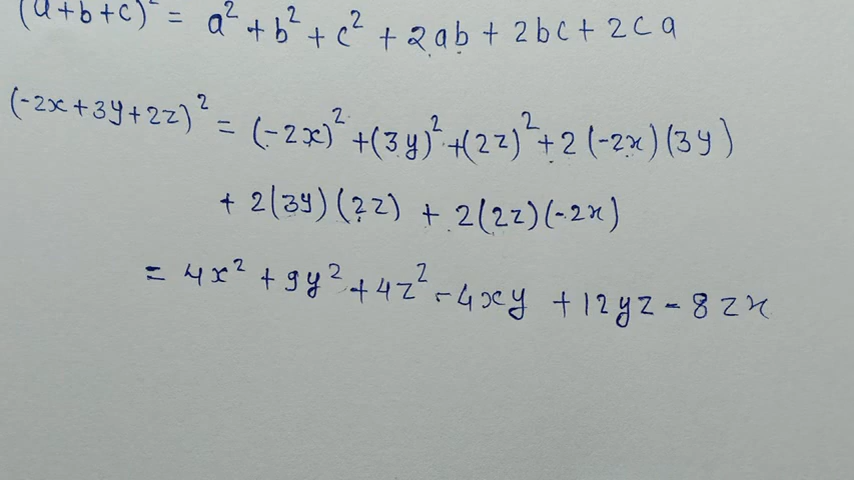 (a+b+c)² = a² + b² + c² + 2ab + 2bc + 2ca
(-2x+3y+2z)² = (-2x)² + (3y)² + (2z)² + 2(-2x)(3y)
+ 2(3y)(2z) + 2(2z)(-2x)
= 4x² + 9y² + 4z² - 4xy + 12yz - 8zx